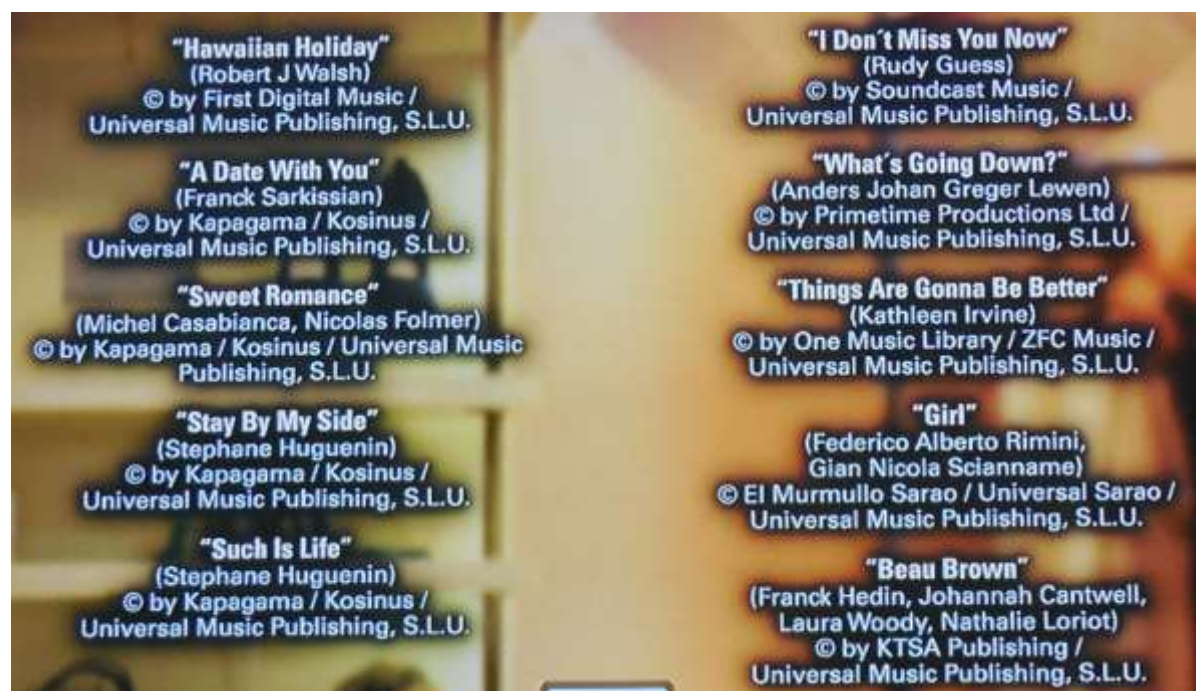 “Hawaiian Holiday”
(Robert J Walsh)
© by First Digital Music /
Universal Music Publishing, S.L.U.
“A Date With You”
(Franck Sarkissian)
© by Kapagama / Kosinus /
Universal Music Publishing, S.L.U.
“Sweet Romance”
(Michel Casabianca, Nicolas Folmer)
© by Kapagama / Kosinus / Universal Music
Publishing, S.L.U.
“Stay By My Side”
(Stephane Huguenin)
© by Kapagama / Kosinus /
Universal Music Publishing, S.L.U.
“Such Is Life”
(Stephane Huguenin)
© by Kapagama / Kosinus /
Universal Music Publishing, S.L.U.
“I Don´t Miss You Now”
(Rudy Guess)
© by Soundcast Music /
Universal Music Publishing, S.L.U.
“What´s Going Down?”
(Anders Johan Greger Lewen)
© by Primetime Productions Ltd /
Universal Music Publishing, S.L.U.
“Things Are Gonna Be Better”
(Kathleen Irvine)
© by One Music Library / ZFC Music /
Universal Music Publishing, S.L.U.
“Girl”
(Federico Alberto Rimini,
Gian Nicola Scianname)
© El Murmullo Sarao / Universal Sarao /
Universal Music Publishing, S.L.U.
“Beau Brown”
(Franck Hedin, Johannah Cantwell,
Laura Woody, Nathalie Loriot)
© by KTSA Publishing /
Universal Music Publishing, S.L.U.